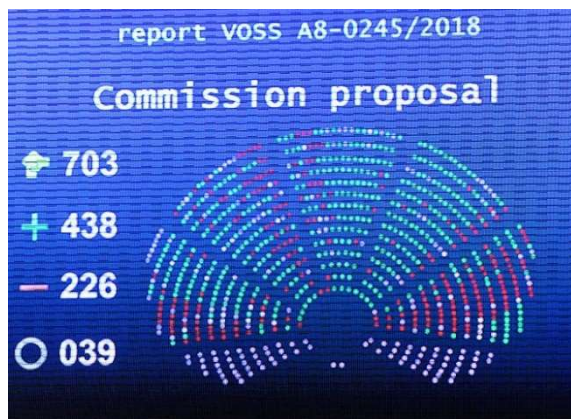 report VOSS A8-0245/2018
Commission proposal
703
+ 438
- 226
039